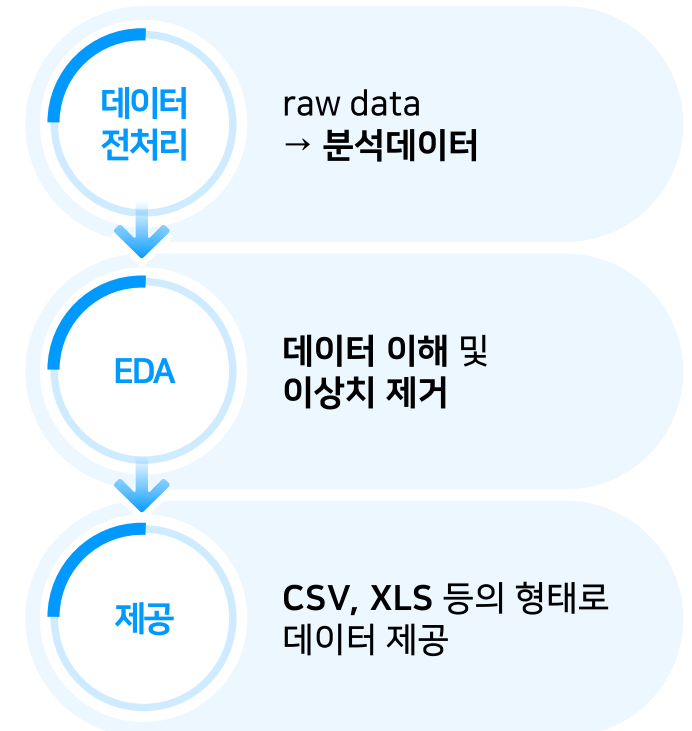 데이터
전처리
raw data
→ 분석데이터
EDA
데이터 이해 및
이상치 제거
제공
CSV, XLS 등의 형태로
데이터 제공